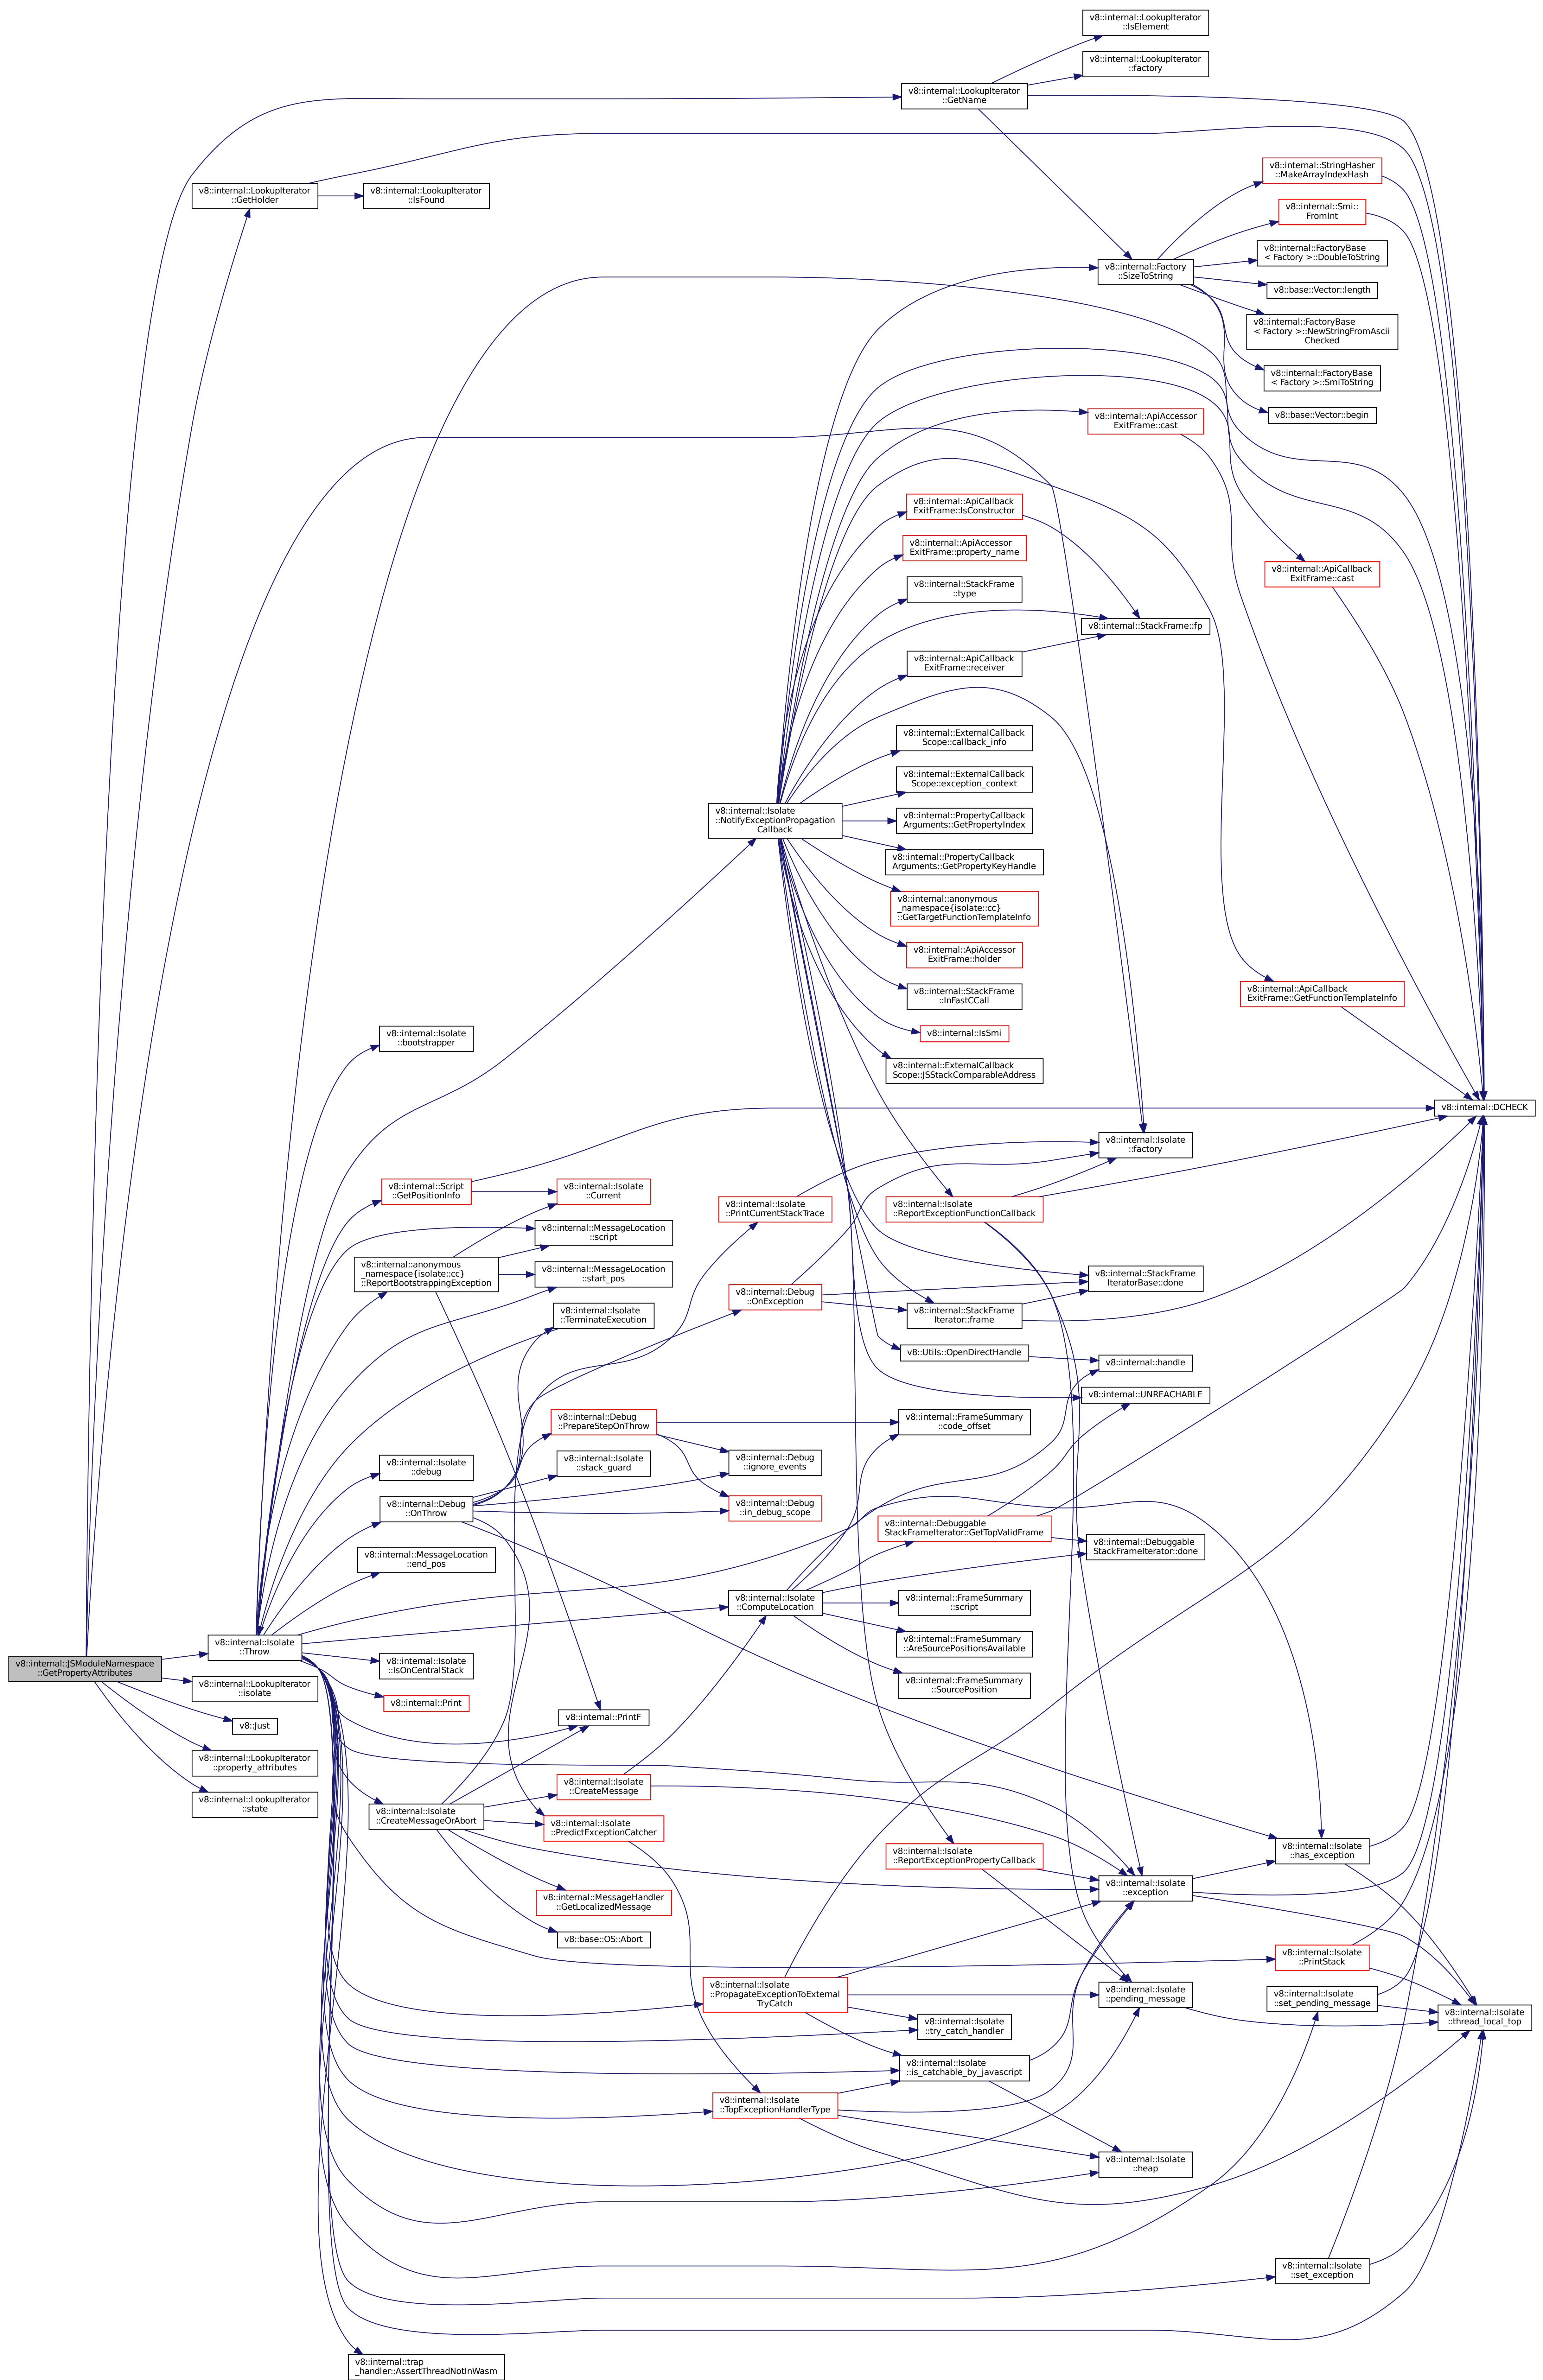 v8::internal::LookupIterator
::IsElement
v8::internal::LookupIterator
::factory
v8::internal::LookupIterator
::GetName
v8::internal::StringHasher
::MakeArrayIndexHash
v8::internal::LookupIterator
::GetHolder
v8::internal::LookupIterator
::IsFound
v8::internal::Smi::
FromInt
v8::internal::FactoryBase
< Factory >::DoubleToString
v8::internal::Factory
::SizeToString
v8::base::Vector::length
v8::internal::FactoryBase
< Factory >::NewStringFromAscii
Checked
v8::internal::FactoryBase
< Factory >::SmiToString
v8::base::Vector::begin
v8::internal::ApiAccessor
ExitFrame::cast
v8::internal::ApiCallback
ExitFrame::IsConstructor
v8::internal::ApiAccessor
ExitFrame::property_name
v8::internal::ApiCallback
ExitFrame::cast
v8::internal::StackFrame
::type
v8::internal::StackFrame::fp
v8::internal::ApiCallback
ExitFrame::receiver
v8::internal::ExternalCallback
Scope::callback_info
v8::internal::ExternalCallback
Scope::exception_context
v8::internal::Isolate
::NotifyExceptionPropagation
Callback
v8::internal::PropertyCallback
Arguments::GetPropertyIndex
v8::internal::PropertyCallback
Arguments::GetPropertyKeyHandle
v8::internal::anonymous
_namespace{isolate::cc}
::GetTargetFunctionTemplateInfo
v8::internal::ApiAccessor
ExitFrame::holder
v8::internal::StackFrame
::InFastCCall
v8::internal::ApiCallback
ExitFrame::GetFunctionTemplateInfo
v8::internal::Isolate
::bootstrapper
v8::internal::IsSmi
v8::internal::ExternalCallback
Scope::JSStackComparableAddress
v8::internal::DCHECK
v8::internal::Isolate
::factory
v8::internal::Script
::GetPositionInfo
v8::internal::Isolate
::Current
v8::internal::Isolate
::PrintCurrentStackTrace
v8::internal::Isolate
::ReportExceptionFunctionCallback
v8::internal::MessageLocation
::script
v8::internal::anonymous
_namespace{isolate::cc}
::ReportBootstrappingException
v8::internal::MessageLocation
::start_pos
v8::internal::StackFrame
IteratorBase::done
v8::internal::Debug
::OnException
v8::internal::StackFrame
Iterator::frame
v8::internal::Isolate
::TerminateExecution
v8::Utils::OpenDirectHandle
v8::internal::handle
v8::internal::UNREACHABLE
v8::internal::Debug
::PrepareStepOnThrow
v8::internal::FrameSummary
::code_offset
v8::internal::Isolate
::debug
v8::internal::Isolate
::stack_guard
v8::internal::Debug
::ignore_events
v8::internal::Debug
::OnThrow
v8::internal::Debug
::in_debug_scope
v8::internal::Debuggable
StackFrameIterator::GetTopValidFrame
v8::internal::Debuggable
StackFrameIterator::done
v8::internal::MessageLocation
::end_pos
v8::internal::Isolate
::ComputeLocation
v8::internal::FrameSummary
::script
v8::internal::Isolate
::Throw
v8::internal::FrameSummary
::AreSourcePositionsAvailable
v8::internal::JSModuleNamespace
::GetPropertyAttributes
v8::internal::Isolate
::IsOnCentralStack
v8::internal::LookupIterator
::isolate
v8::internal::FrameSummary
::SourcePosition
v8::internal::Print
v8::Just
v8::internal::PrintF
v8::internal::LookupIterator
::property_attributes
v8::internal::LookupIterator
::state
v8::internal::Isolate
::CreateMessage
v8::internal::Isolate
::CreateMessageOrAbort
v8::internal::Isolate
::PredictExceptionCatcher
v8::internal::Isolate
::has_exception
v8::internal::Isolate
::ReportExceptionPropertyCallback
v8::internal::Isolate
::exception
v8::internal::MessageHandler
::GetLocalizedMessage
v8::base::OS::Abort
v8::internal::Isolate
::PrintStack
v8::internal::Isolate
::PropagateExceptionToExternal
TryCatch
v8::internal::Isolate
::pending_message
v8::internal::Isolate
::set_pending_message
v8::internal::Isolate
::thread_local_top
v8::internal::Isolate
::try_catch_handler
v8::internal::Isolate
::is_catchable_by_javascript
v8::internal::Isolate
::TopExceptionHandlerType
v8::internal::Isolate
::heap
v8::internal::Isolate
::set_exception
v8::internal::trap
_handler::AssertThreadNotInWasm